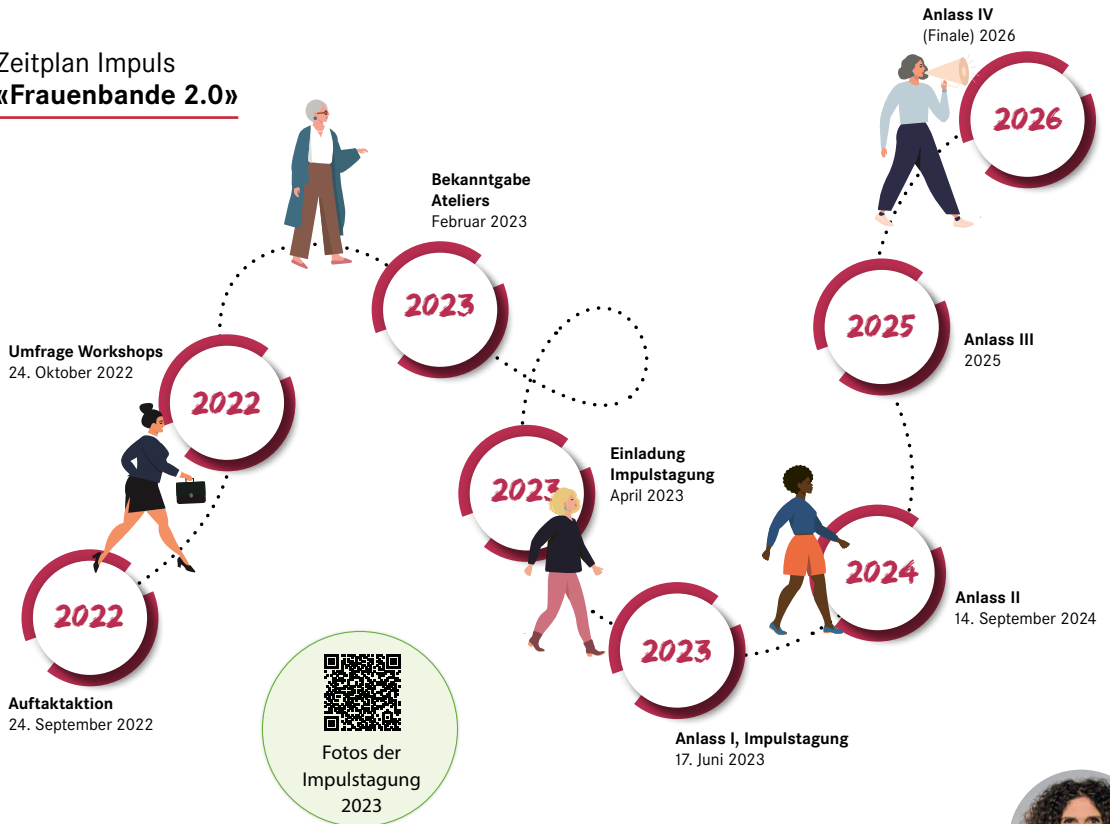 Zeitplan Impuls
«Frauenbande 2.0»
Auftaktaktion
24. September 2022
2022
Umfrage Workshops
24. Oktober 2022
2022
Bekanntgabe
Ateliers
Februar 2023
2023
Einladung
Impulstagung
April 2023
2023
Anlass I, Impulstagung
17. Juni 2023
2023
Anlass II
14. September 2024
2024
Anlass III
2025
2025
Anlass IV
(Finale) 2026
2026
Fotos der
Impulstagung
2023